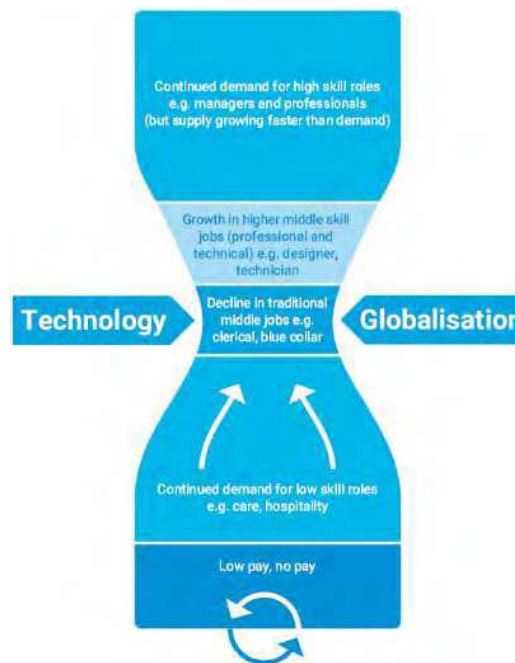 Continued demand for high skill roles
e.g. managers and professionals
(but supply growing faster than demand)
Growth in higher middle skill
jobs (professional and
technical) e.g. designer,
technician
Technology
Decline in traditional
middle jobs e.g.
clerical, blue collar
Globalisation
Continued demand for low skill roles
e.g. care, hospitality
Low pay, no pay